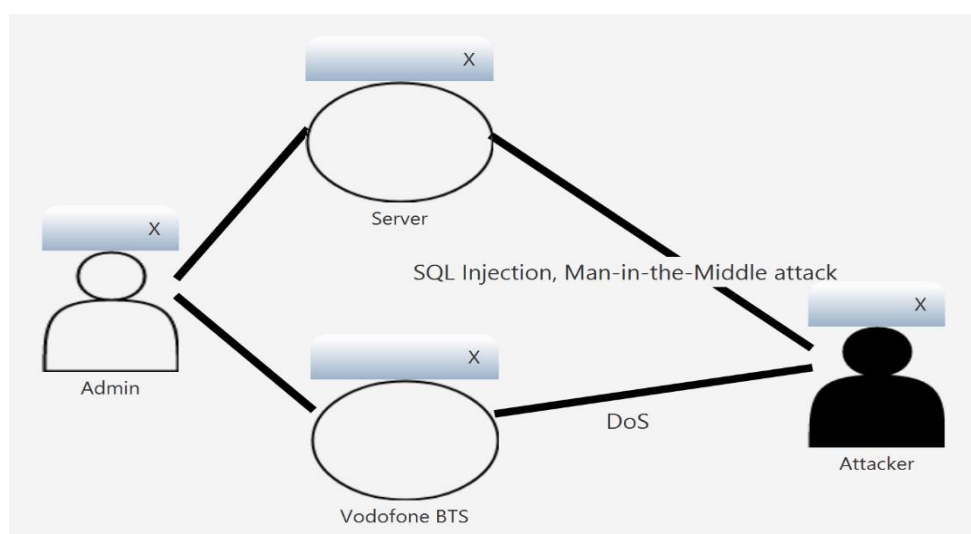 X
Server
X
Admin
SQL Injection, Man-in-the-Middle attack
X
Attacker
X
Vodofone BTS
DoS